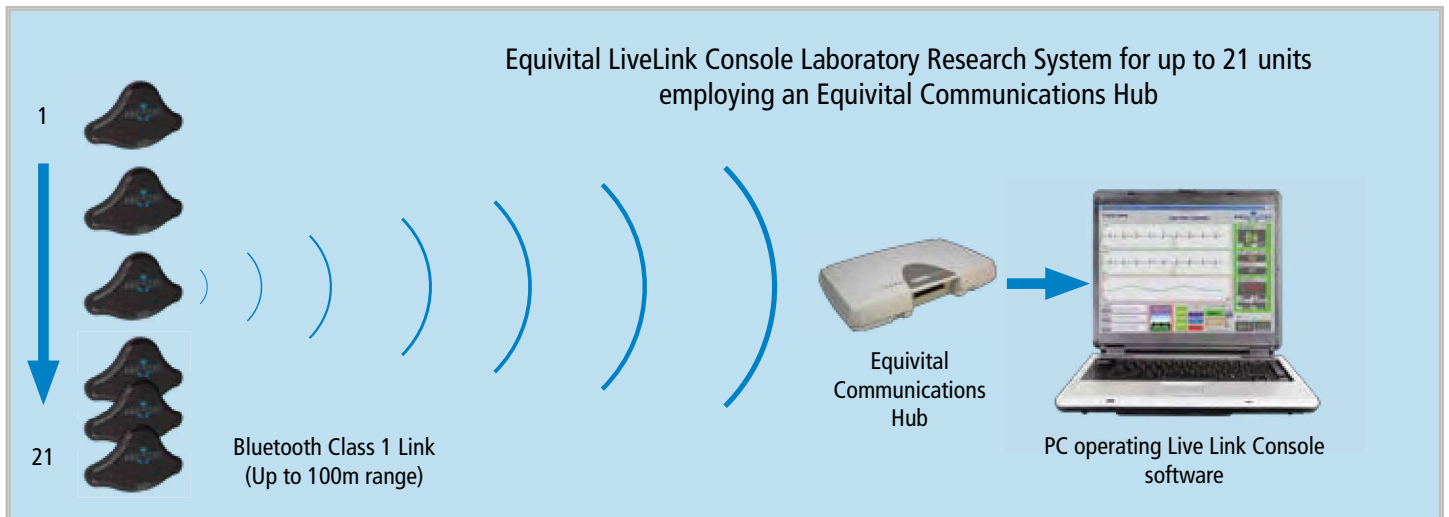 Equivital LiveLink Console Laboratory Research System for up to 21 units
employing an Equivital Communications Hub
1
21
Bluetooth Class 1 Link
(Up to 100m range)
Equivital
Communications
Hub
PC operating Live Link Console
software